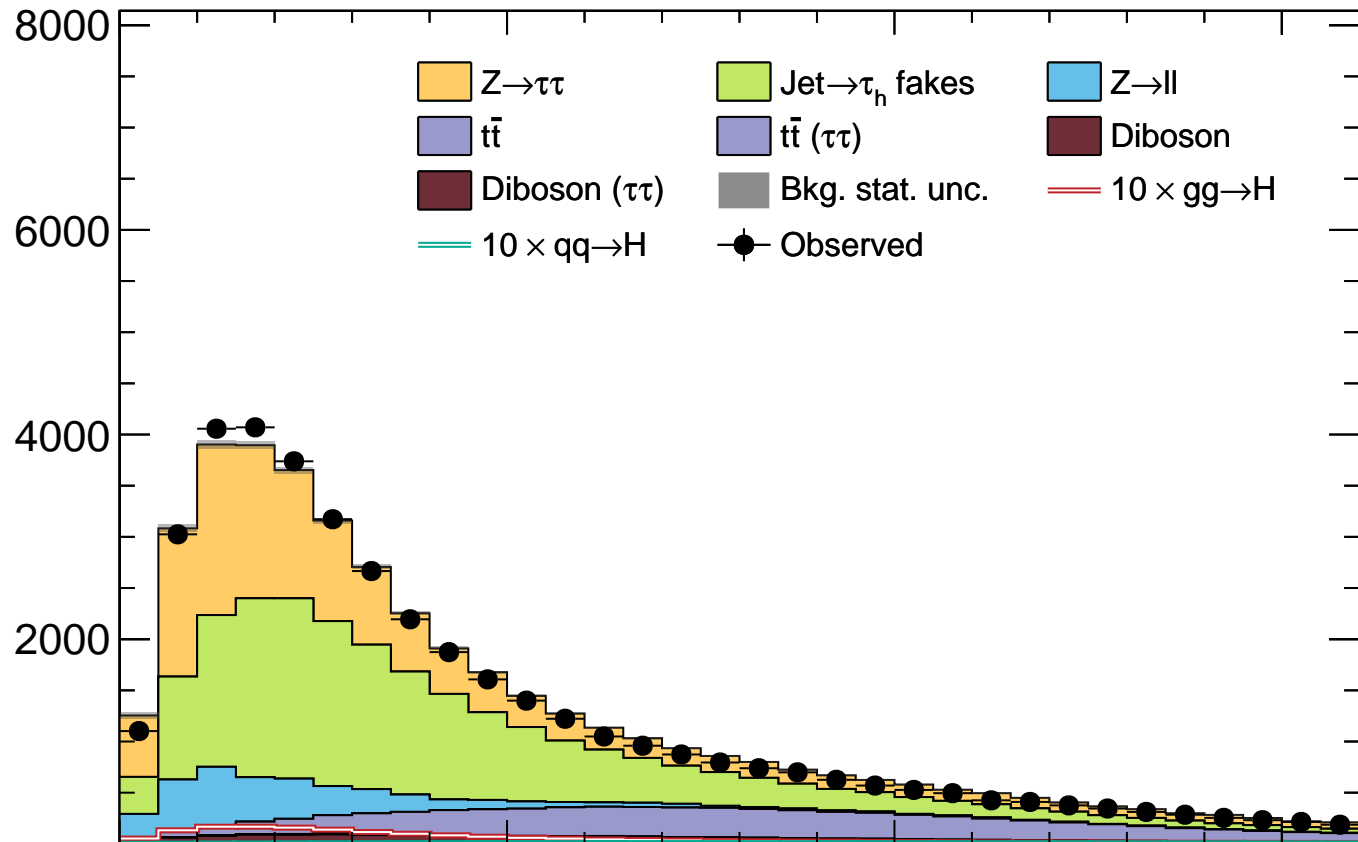 8000
Z→ττ Jet→τh fakes Z→ll
tt̄ tt̄ (ττ) Diboson
Diboson (ττ) Bkg. stat. unc. 10 × gg→H
6000
10 × qq→H Observed
4000
2000